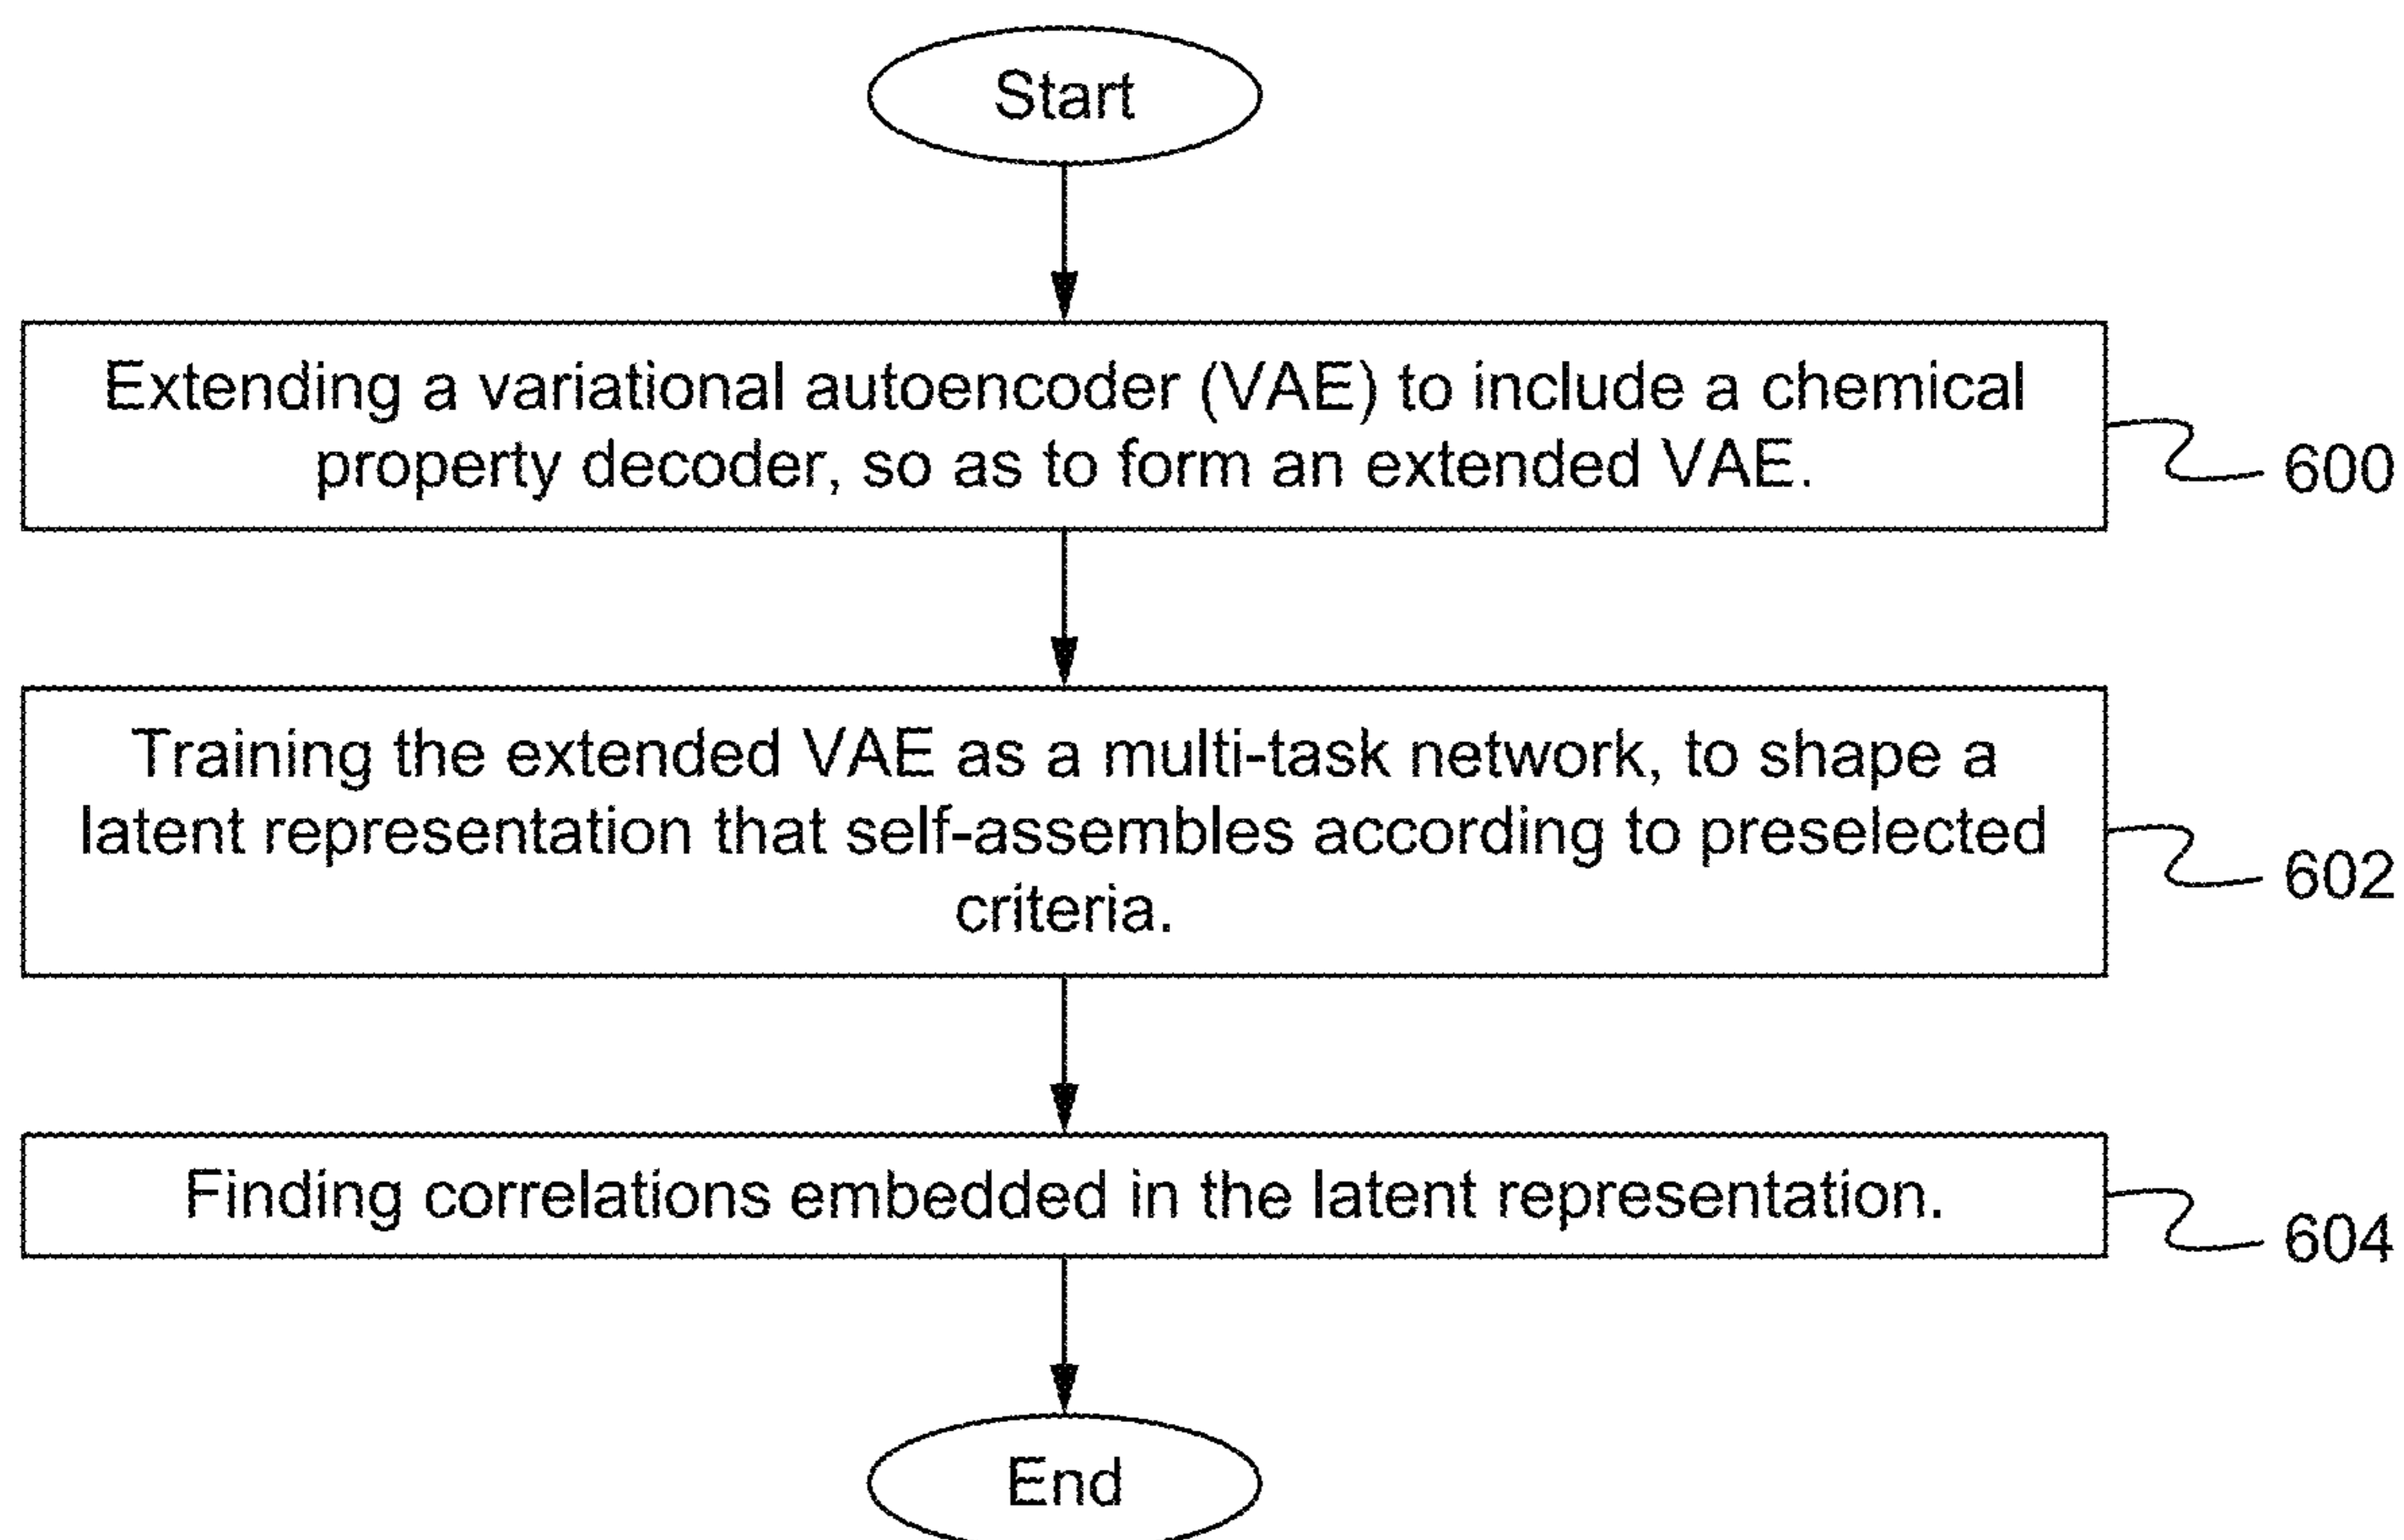 Start
Extending a variational autoencoder (VAE) to include a chemical
property decoder, so as to form an extended VAE.
600
Training the extended VAE as a multi-task network, to shape a
latent representation that self-assembles according to preselected
criteria.
602
Finding correlations embedded in the latent representation.
604
End